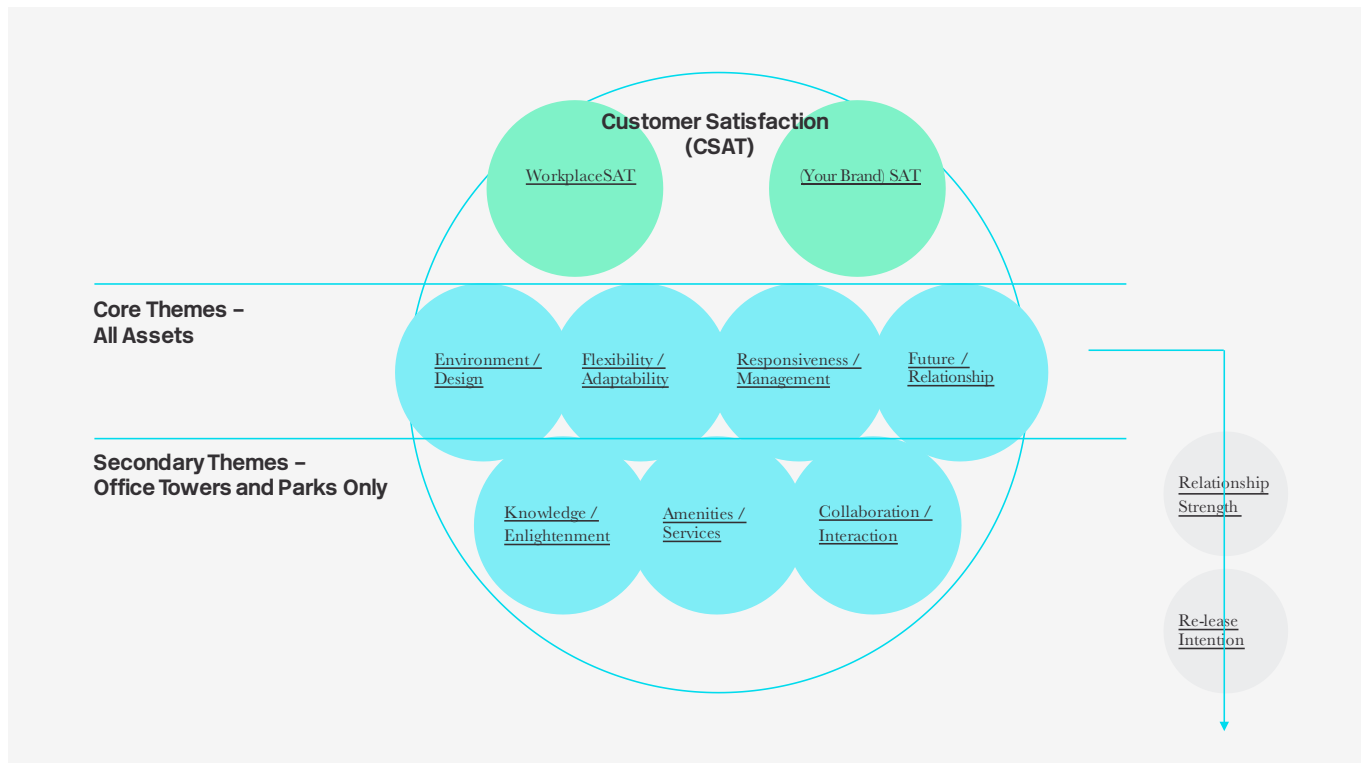 Customer Satisfaction
(CSAT)
WorkplaceSAT
(Your Brand) SAT
Core Themes –
All Assets
Environment /
Design
Flexibility /
Adaptability
Responsiveness /
Management
Future /
Relationship
Secondary Themes –
Office Towers and Parks Only
Knowledge /
Enlightenment
Amenities /
Services
Collaboration /
Interaction
Relationship
Strength
Re-lease
Intention